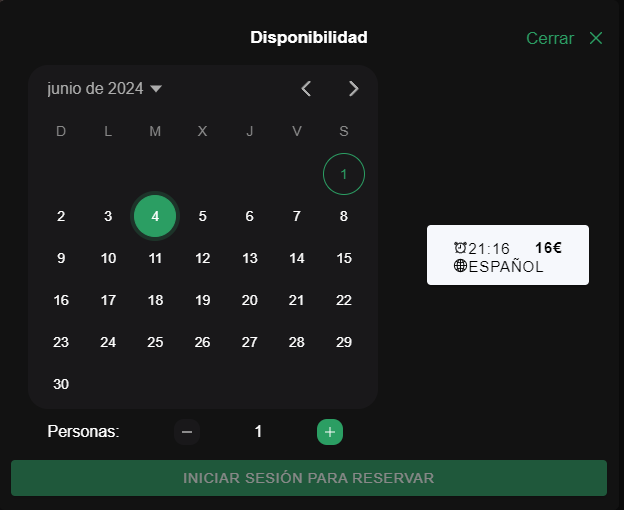 Disponibilidad
Cerrar
junio de 2024
D L M X J V S
1
2 3 4 5 6 7 8
9 10 11 12 13 14 15
16 17 18 19 20 21 22
23 24 25 26 27 28 29
30
21:16 16€
ESPAÑOL
Personas: 1
INICIAR SESIÓN PARA RESERVAR